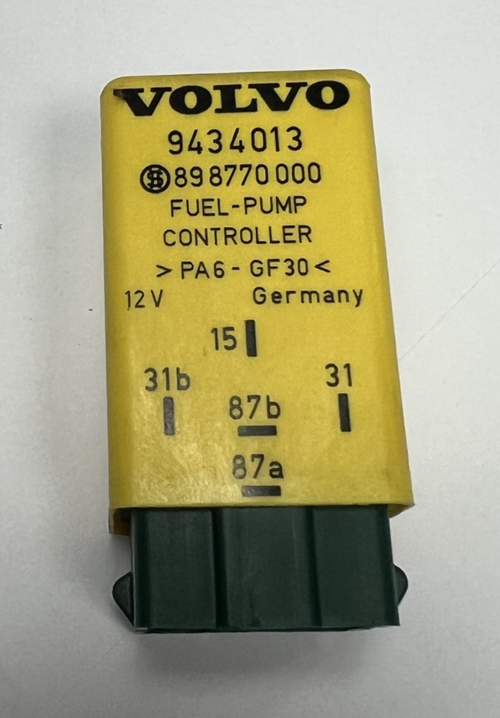 VOLVO
9434013
898770000
FUEL-PUMP
CONTROLLER
>PA6-GF30<
12V Germany
15
31b 31
87b
87a